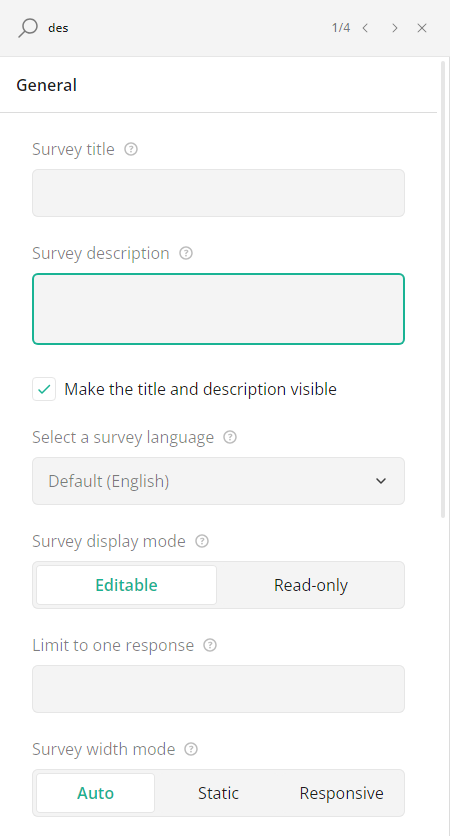 des 1/4
General
Survey title ?
Survey description ?
Make the title and description visible
Select a survey language ?
Default (English)
Survey display mode ?
Editable Read-only
Limit to one response ?
Survey width mode ?
Auto Static Responsive